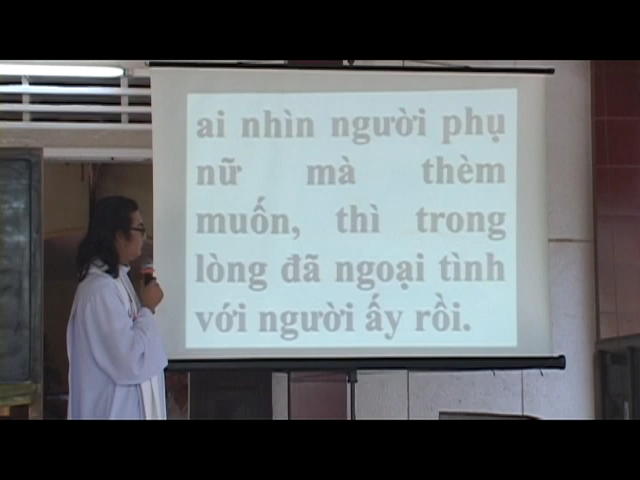 ai nhìn người phụ
nữ mà thèm
muốn, thì trong
lòng đã ngoại tình
với người ấy rồi.